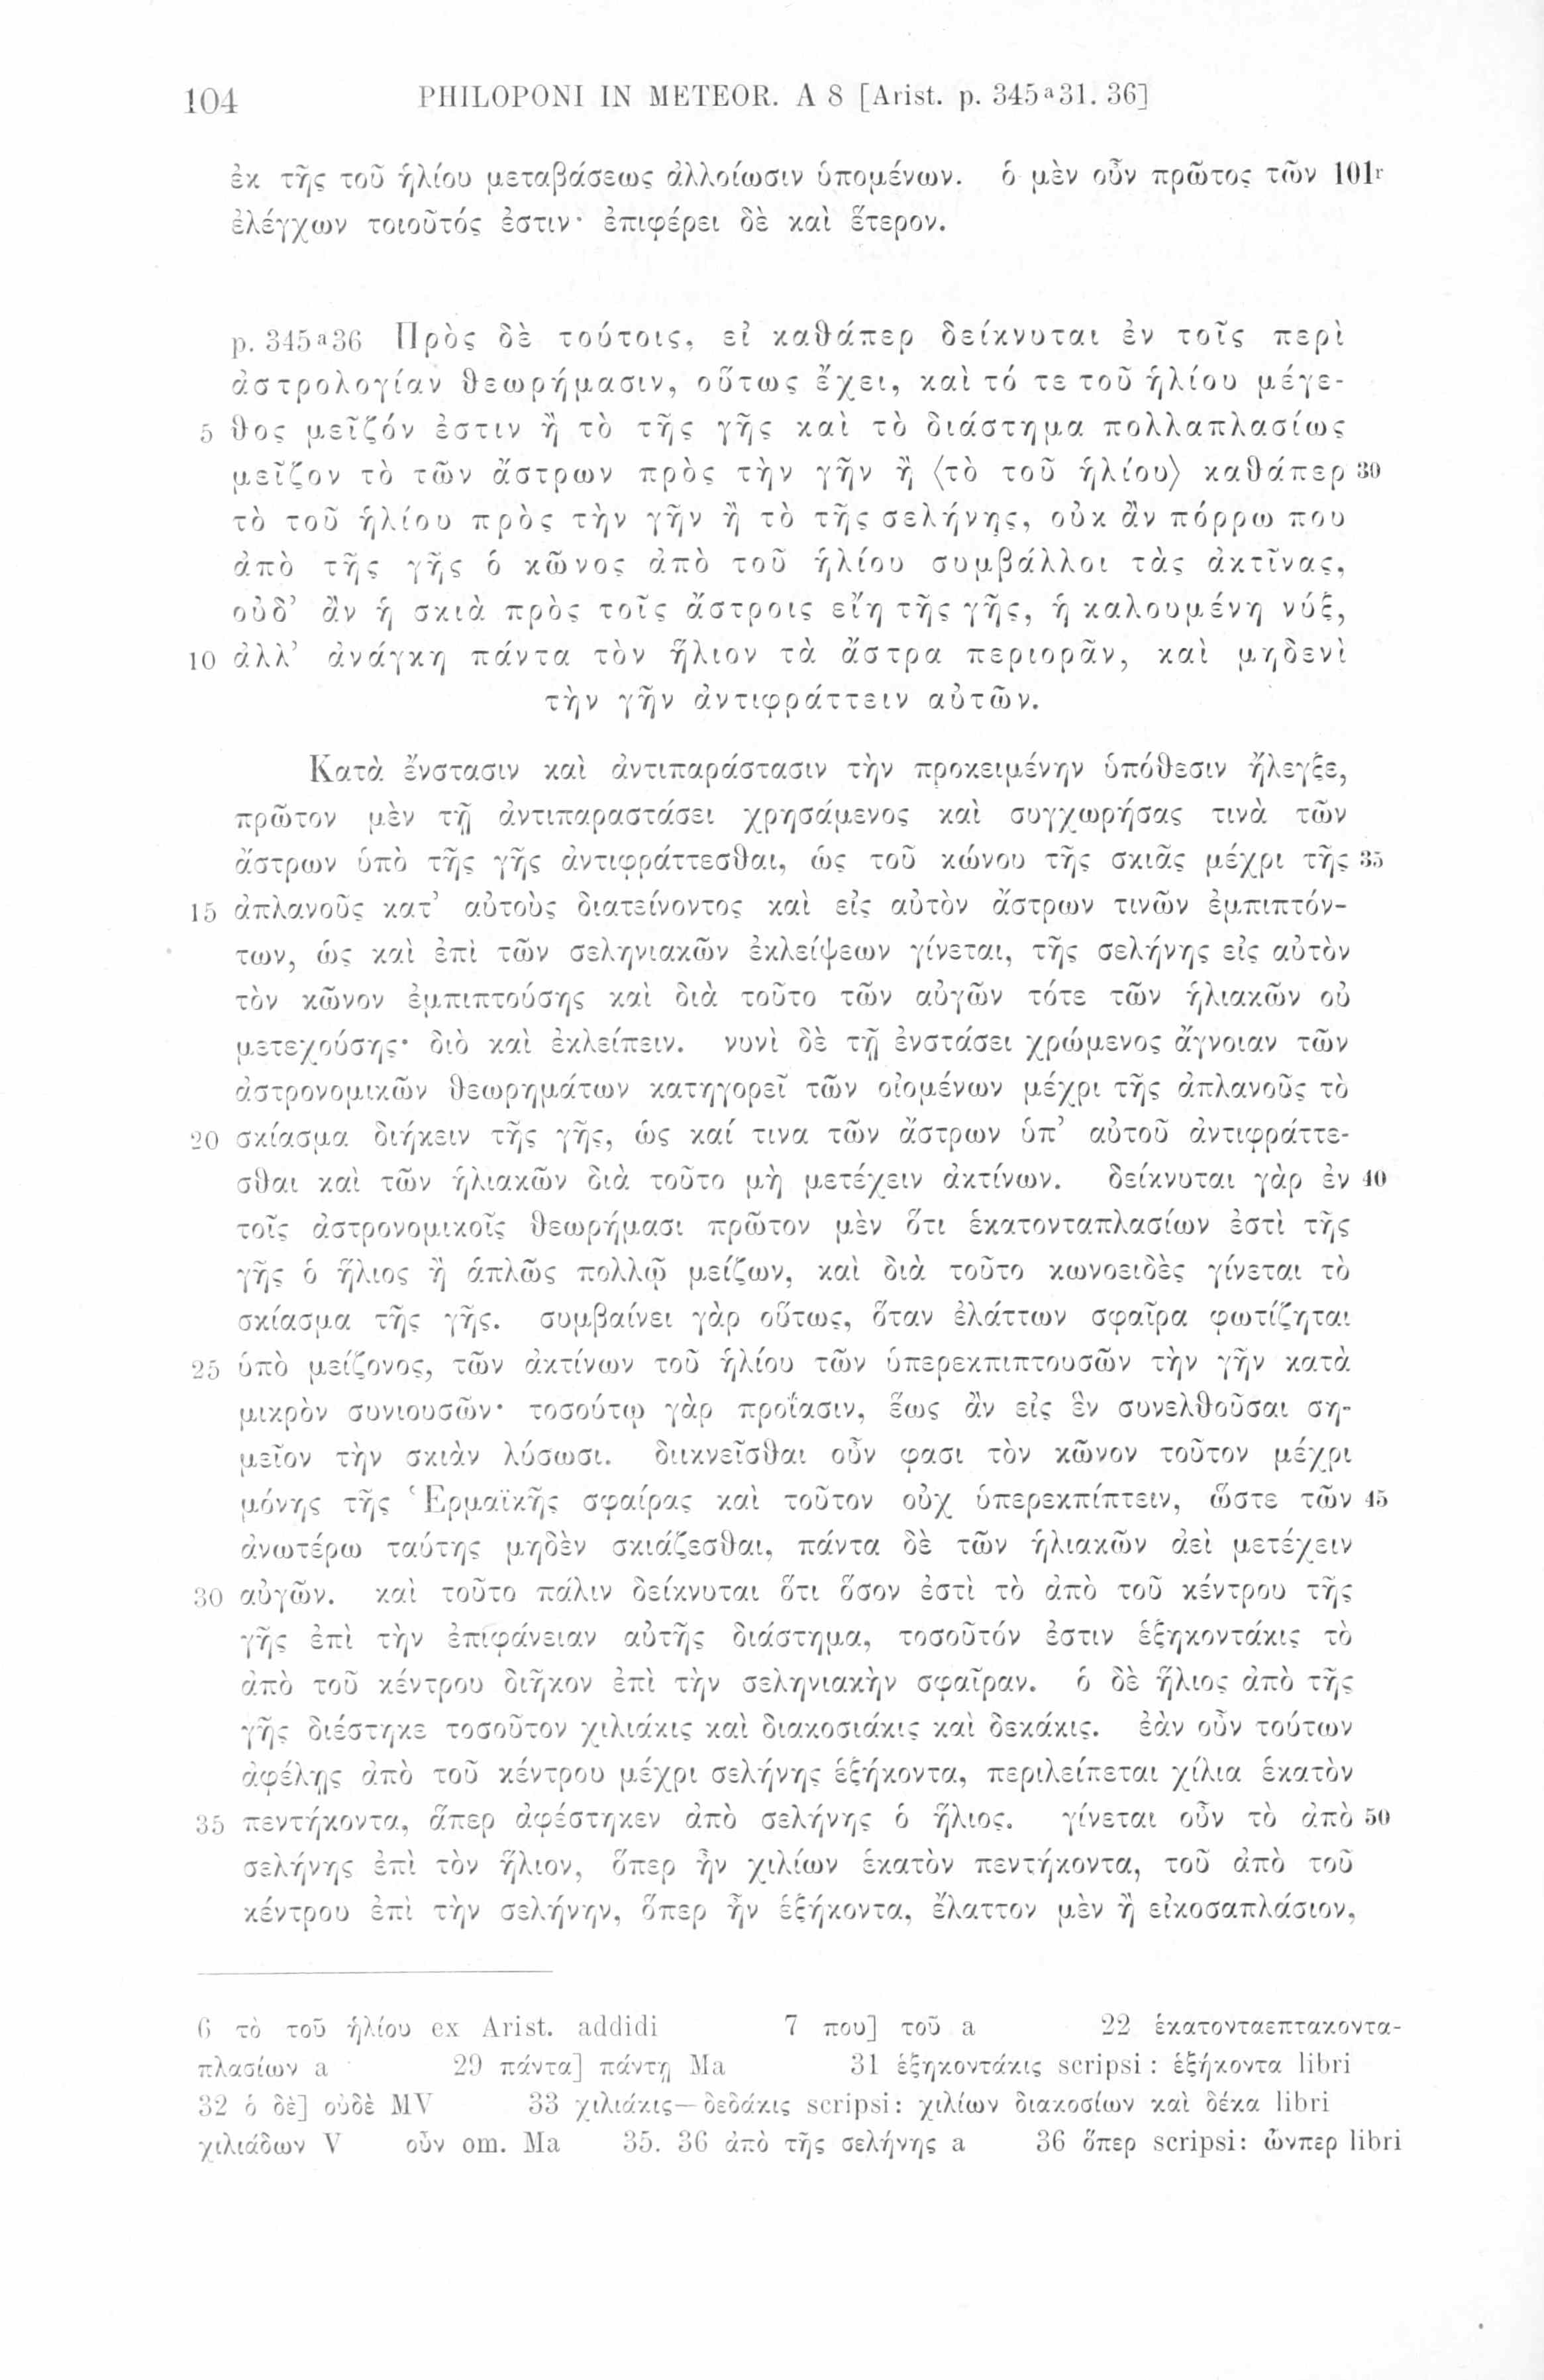 104 PHILOPONI IN METEOR. A 8 [Arist. p. 345ᵃ31. 36]
ἐκ τῆς τοῦ ἡλίου μεταβάσεως ἀλλοίωσιν ὑπομένων. ὁ μὲν οὖν πρῶτος τῶν 101r
ἐλέγχων τοιοῦτός ἐστιν· ἐπιφέρει δὲ καὶ ἕτερον.
p. 345ᵃ36 Πρὸς δὲ τούτοις, εἰ καθάπερ δείκνυται ἐν τοῖς περὶ
ἀστρολογίαν θεωρήμασιν, οὕτως ἔχει, καὶ τό τε τοῦ ἡλίου μέγε-
5 θος μεῖζόν ἐστιν ἢ τὸ τῆς γῆς καὶ τὸ διάστημα πολλαπλασίως
μεῖζον τὸ τῶν ἄστρων πρὸς τὴν γῆν ἢ ⟨τὸ τοῦ ἡλίου⟩ καθάπερ 30
τὸ τοῦ ἡλίου πρὸς τὴν γῆν ἢ τὸ τῆς σελήνης, οὐκ ἂν πόρρω που
ἀπὸ τῆς γῆς ὁ κῶνος ἀπὸ τοῦ ἡλίου συμβάλλοι τὰς ἀκτῖνας,
οὐδ’ ἂν ἡ σκιὰ πρὸς τοῖς ἄστροις εἴη τῆς γῆς, ἡ καλουμένη νύξ,
10 ἀλλ’ ἀνάγκη πάντα τὸν ἥλιον τὰ ἄστρα περιορᾶν, καὶ μηδενὶ
τὴν γῆν ἀντιφράττειν αὐτῶν.
Κατὰ ἔνστασιν καὶ ἀντιπαράστασιν τὴν προκειμένην ὑπόθεσιν ἤλεγξε,
πρῶτον μὲν τῇ ἀντιπαραστάσει χρησάμενος καὶ συγχωρήσας τινὰ τῶν
ἄστρων ὑπὸ τῆς γῆς ἀντιφράττεσθαι, ὡς τοῦ κώνου τῆς σκιᾶς μέχρι τῆς 35
15 ἀπλανοῦς κατ’ αὐτοὺς διατείνοντος καὶ εἰς αὐτὸν ἄστρων τινῶν ἐμπιπτόν-
των, ὡς καὶ ἐπὶ τῶν σεληνιακῶν ἐκλείψεων γίνεται, τῆς σελήνης εἰς αὐτὸν
τὸν κῶνον ἐμπιπτούσης καὶ διὰ τοῦτο τῶν αὐγῶν τότε τῶν ἡλιακῶν οὐ
μετεχούσης· διὸ καὶ ἐκλείπειν. νυνὶ δὲ τῇ ἐνστάσει χρώμενος ἄγνοιαν τῶν
ἀστρονομικῶν θεωρημάτων κατηγορεῖ τῶν οἰομένων μέχρι τῆς ἀπλανοῦς τὸ
20 σκίασμα διήκειν τῆς γῆς, ὡς καί τινα τῶν ἄστρων ὑπ’ αὐτοῦ ἀντιφράττε-
σθαι καὶ τῶν ἡλιακῶν διὰ τοῦτο μὴ μετέχειν ἀκτίνων. δείκνυται γὰρ ἐν 40
τοῖς ἀστρονομικοῖς θεωρήμασι πρῶτον μὲν ὅτι ἑκατονταπλασίων ἐστὶ τῆς
γῆς ὁ ἥλιος ἢ ἁπλῶς πολλῷ μείζων, καὶ διὰ τοῦτο κωνοειδὲς γίνεται τὸ
σκίασμα τῆς γῆς. συμβαίνει γὰρ οὕτως, ὅταν ἐλάττων σφαῖρα φωτίζηται
25 ὑπὸ μείζονος, τῶν ἀκτίνων τοῦ ἡλίου τῶν ὑπερεκπιπτουσῶν τὴν γῆν κατὰ
μικρὸν συνιουσῶν· τοσούτῳ γὰρ προΐασιν, ἕως ἂν εἰς ἓν συνελθοῦσαι ση-
μεῖον τὴν σκιὰν λύσωσι. διικνεῖσθαι οὖν φασι τὸν κῶνον τοῦτον μέχρι
μόνης τῆς Ἑρμαϊκῆς σφαίρας καὶ τοῦτον οὐχ ὑπερεκπίπτειν, ὥστε τῶν 45
ἀνωτέρω ταύτης μηδὲν σκιάζεσθαι, πάντα δὲ τῶν ἡλιακῶν ἀεὶ μετέχειν
30 αὐγῶν. καὶ τοῦτο πάλιν δείκνυται ὅτι ὅσον ἐστὶ τὸ ἀπὸ τοῦ κέντρου τῆς
γῆς ἐπὶ τὴν ἐπιφάνειαν αὐτῆς διάστημα, τοσοῦτόν ἐστιν ἑξηκοντάκις τὸ
ἀπὸ τοῦ κέντρου διῆκον ἐπὶ τὴν σεληνιακὴν σφαῖραν. ὁ δὲ ἥλιος ἀπὸ τῆς
γῆς διέστηκε τοσοῦτον χιλιάκις καὶ διακοσιάκις καὶ δεκάκις. ἐὰν οὖν τούτων
ἀφέλῃς ἀπὸ τοῦ κέντρου μέχρι σελήνης ἑξήκοντα, περιλείπεται χίλια ἑκατὸν
35 πεντήκοντα, ἅπερ ἀφέστηκεν ἀπὸ σελήνης ὁ ἥλιος. γίνεται οὖν τὸ ἀπὸ 50
σελήνης ἐπὶ τὸν ἥλιον, ὅπερ ἦν χιλίων ἑκατὸν πεντήκοντα, τοῦ ἀπὸ τοῦ
κέντρου ἐπὶ τὴν σελήνην, ὅπερ ἦν ἑξήκοντα, ἔλαττον μὲν ἢ εἰκοσαπλάσιον,
6 τὸ τοῦ ἡλίου ex Arist. addidi 7 που] τοῦ a 22 ἑκατονταεπτακοντα-
πλασίων a 29 πάντα] πάντῃ Ma 31 ἑξηκοντάκις scripsi : ἑξήκοντα libri
32 ὁ δὲ] οὐδὲ MV 33 χιλιάκις—δεδάκις scripsi : χιλίων διακοσίων καὶ δέκα libri
χιλιάδων V οὖν om. Ma 35. 36 ἀπὸ τῆς σελήνης a 36 ὅπερ scripsi : ὧνπερ libri